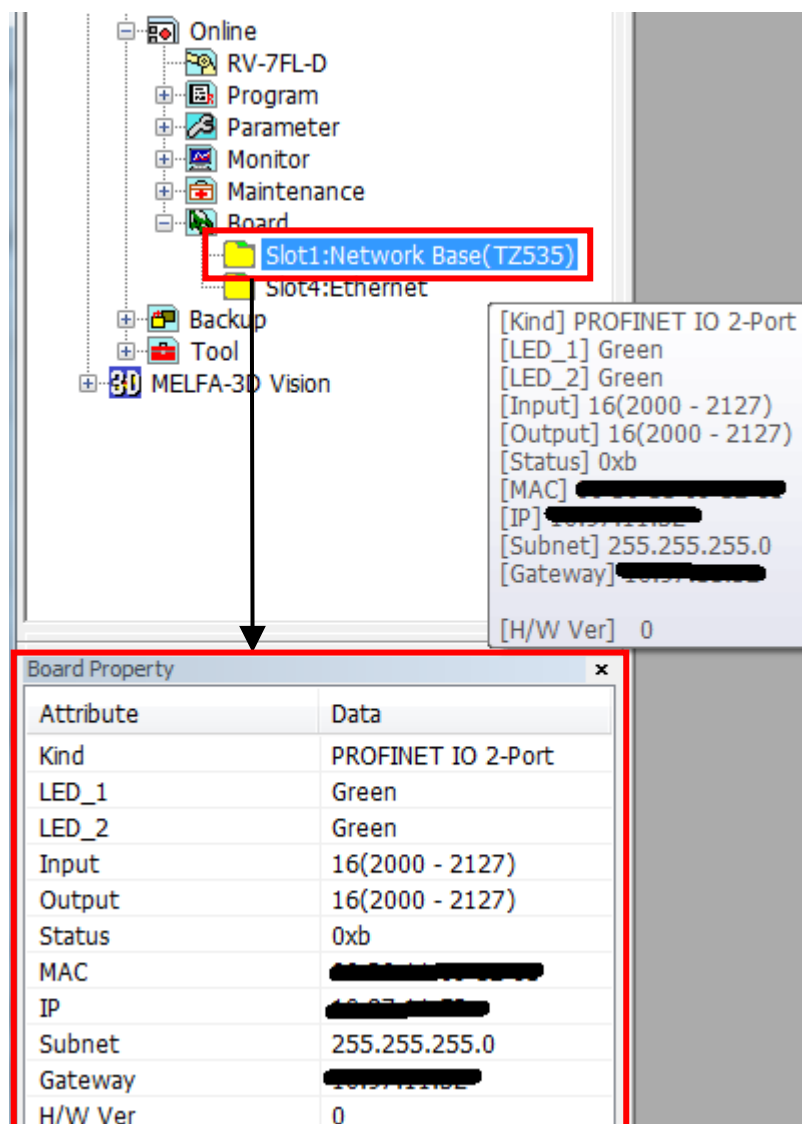 Online
RV-7FL-D
Program
Parameter
Monitor
Maintenance
Board
Slot1:Network Base(TZ535)
Slot4:Ethernet
Backup
Tool
MELFA-3D Vision
[Kind] PROFINET IO 2-Port
[LED_1] Green
[LED_2] Green
[Input] 16(2000 - 2127)
[Output] 16(2000 - 2127)
[Status] 0xb
[MAC]
[IP]
[Subnet] 255.255.255.0
[Gateway]
[H/W Ver] 0
Board Property
Attribute Data
Kind PROFINET IO 2-Port
LED_1 Green
LED_2 Green
Input 16(2000 - 2127)
Output 16(2000 - 2127)
Status 0xb
MAC
IP
Subnet 255.255.255.0
Gateway
H/W Ver 0